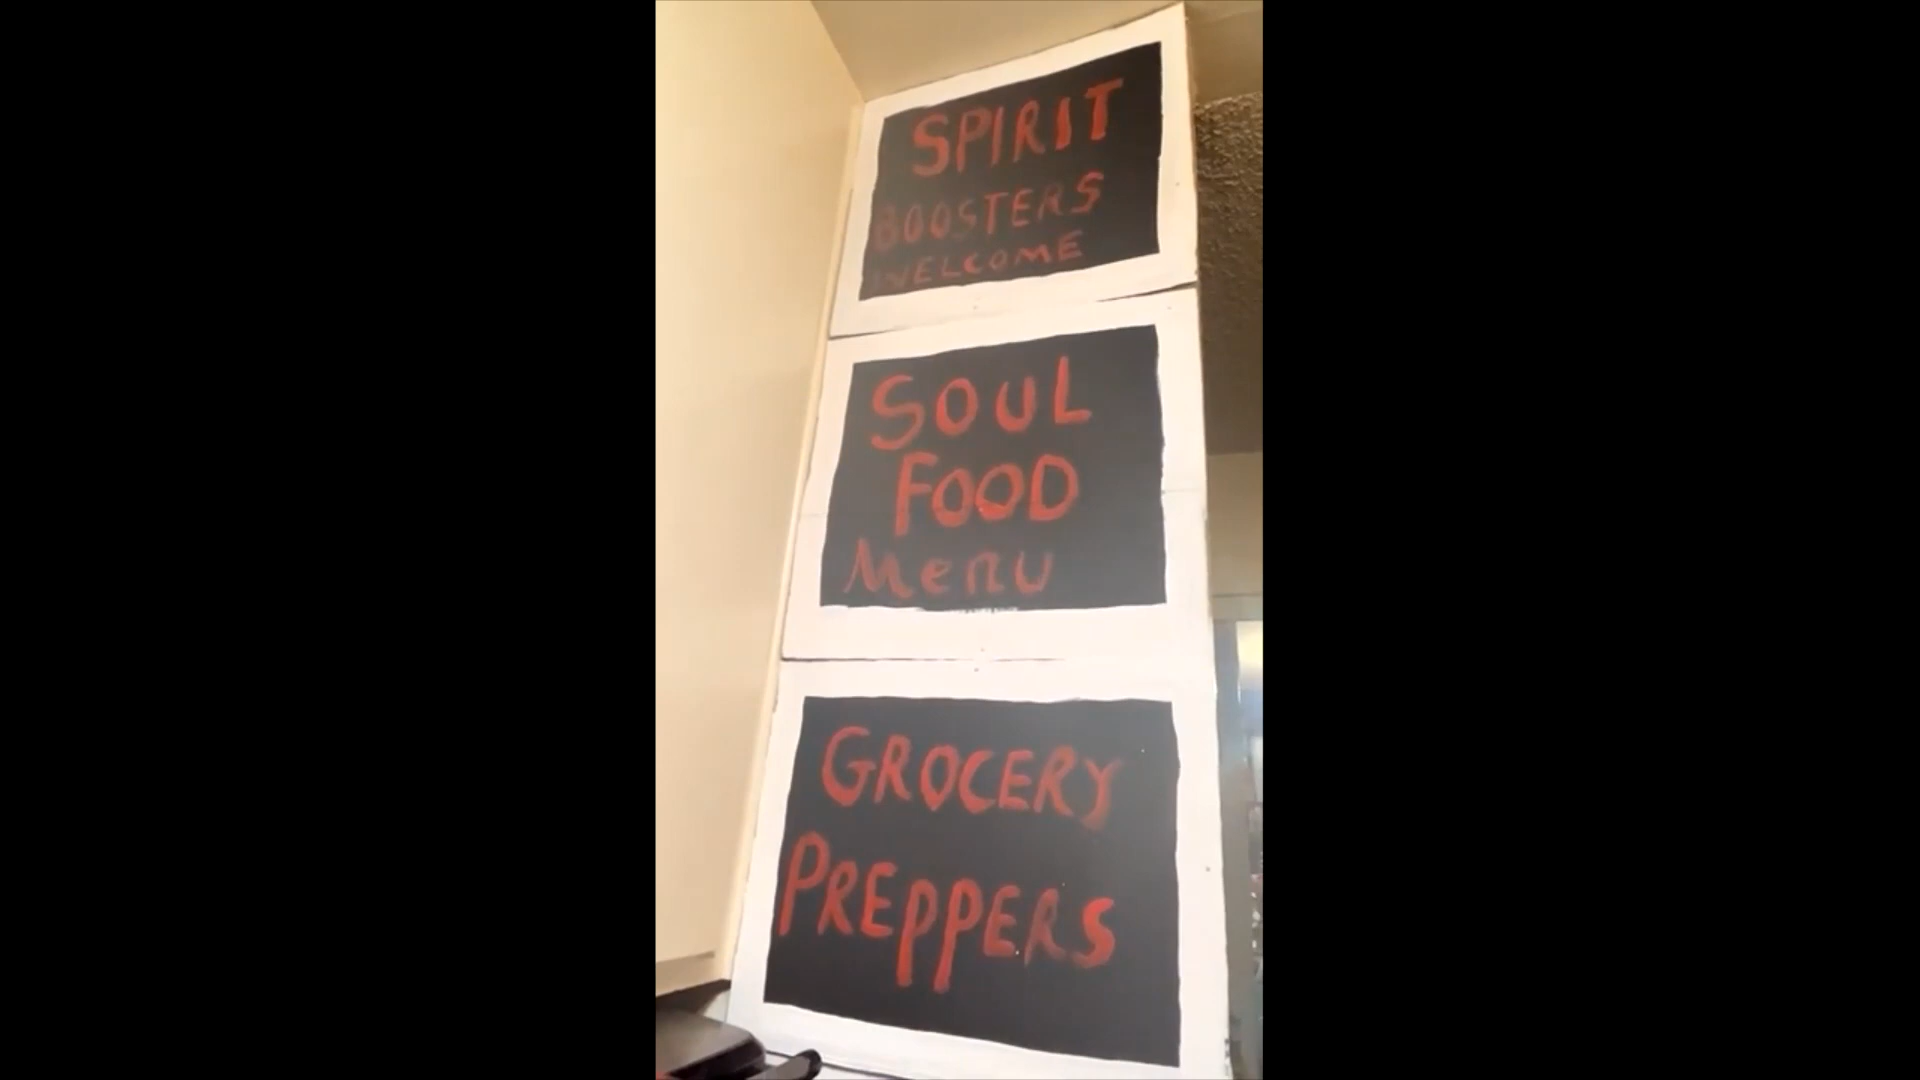 SPIRIT
BOOSTERS
WELCOME
SOUL
FOOD
Menu
GROCERY
PREPPERS